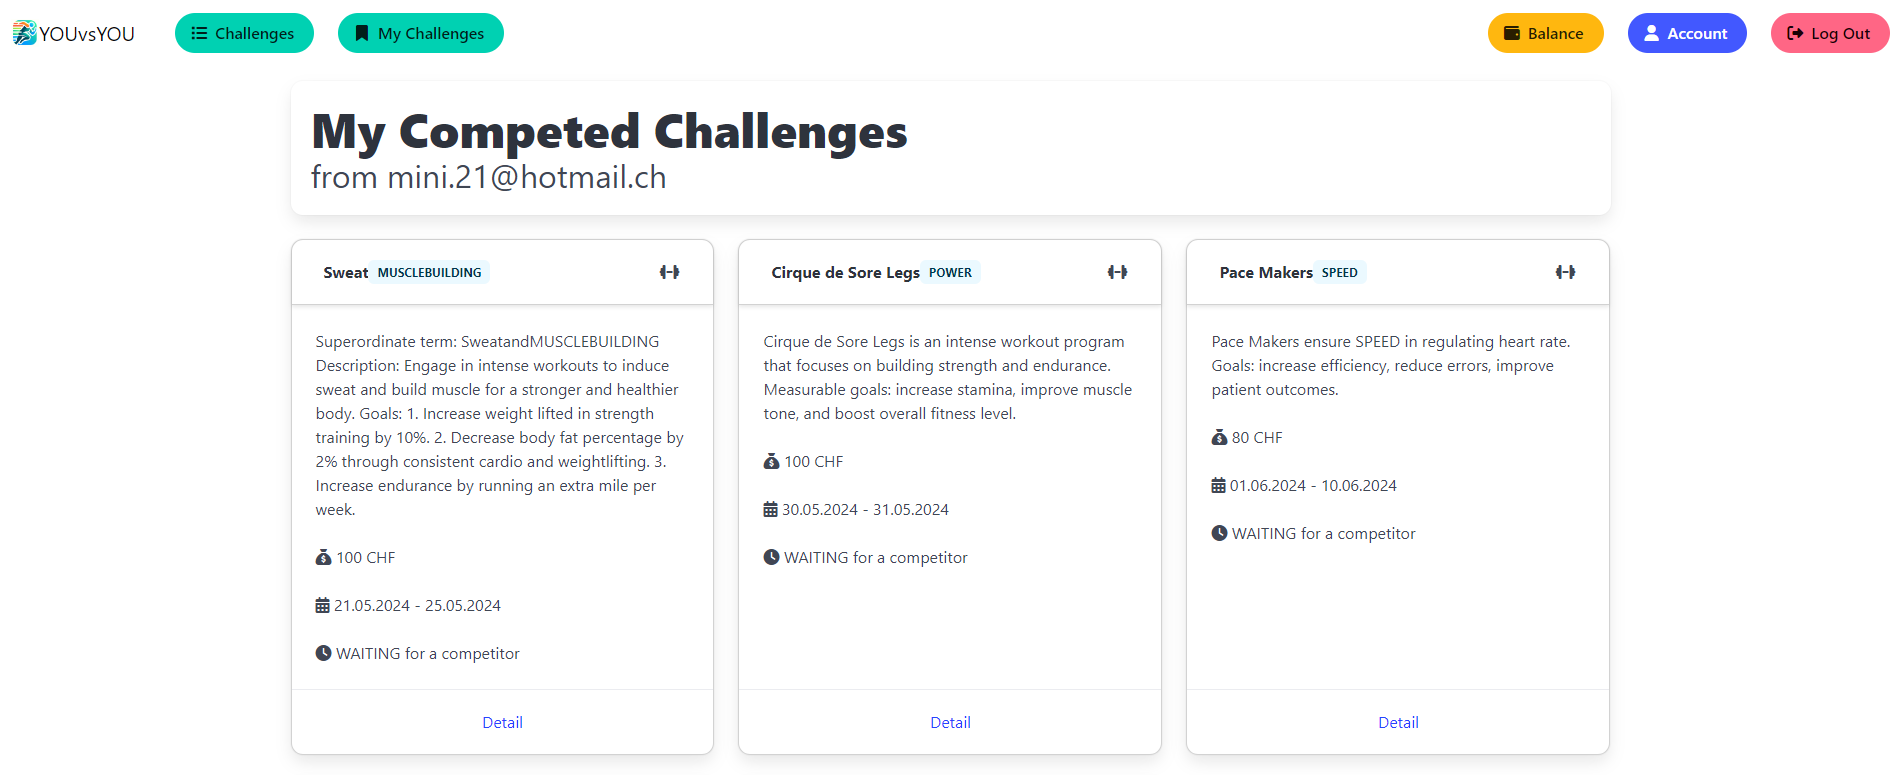 YOUvsYOU
Challenges
My Challenges
Balance
Account
Log Out
My Competed Challenges
from mini.21@hotmail.ch
Sweat MUSCLEBUILDING
Superordinate term: SweatandMUSCLEBUILDING
Description: Engage in intense workouts to induce
sweat and build muscle for a stronger and healthier
body. Goals: 1. Increase weight lifted in strength
training by 10%. 2. Decrease body fat percentage by
2% through consistent cardio and weightlifting. 3.
Increase endurance by running an extra mile per
week.
100 CHF
21.05.2024 - 25.05.2024
WAITING for a competitor
Detail
Cirque de Sore Legs POWER
Cirque de Sore Legs is an intense workout program
that focuses on building strength and endurance.
Measurable goals: increase stamina, improve muscle
tone, and boost overall fitness level.
100 CHF
30.05.2024 - 31.05.2024
WAITING for a competitor
Detail
Pace Makers SPEED
Pace Makers ensure SPEED in regulating heart rate.
Goals: increase efficiency, reduce errors, improve
patient outcomes.
80 CHF
01.06.2024 - 10.06.2024
WAITING for a competitor
Detail